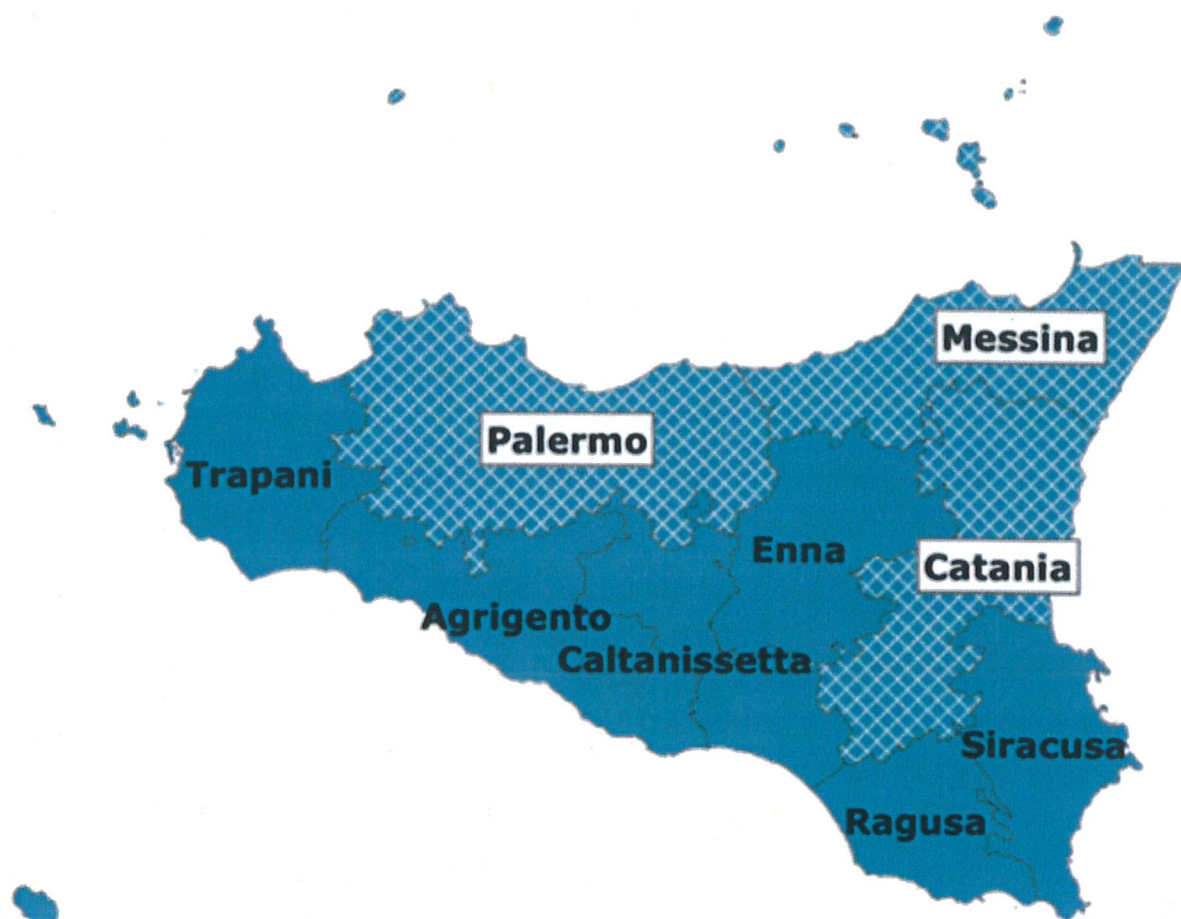 Messina
Palermo
Trapani
Enna
Catania
Agrigento
Caltanissetta
Siracusa
Ragusa